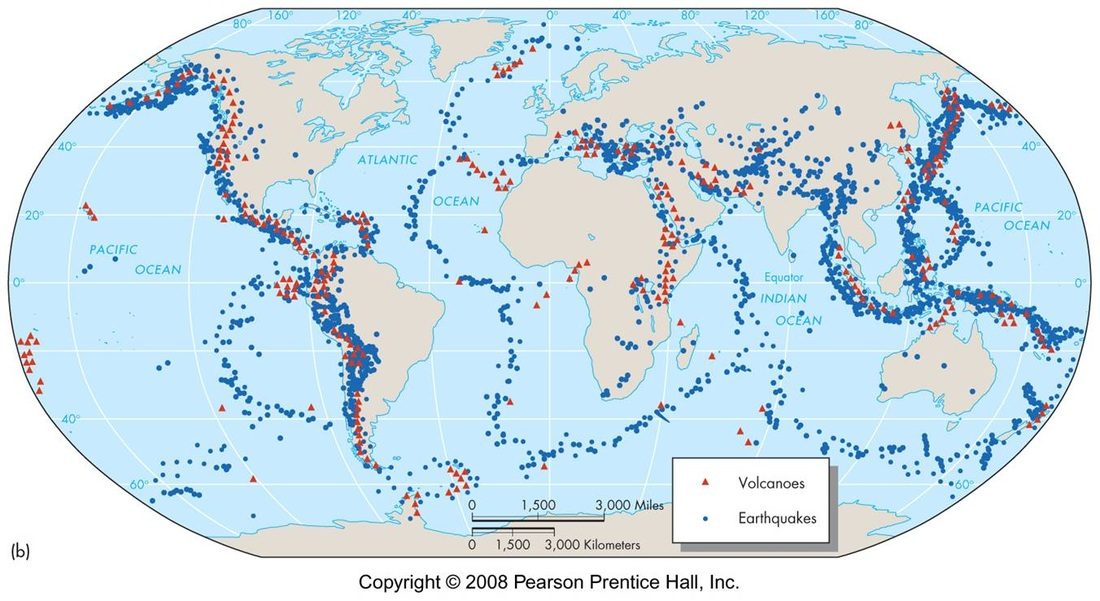 80° 160° 120° 40° 0° 40° 80° 120° 160° 80°
40° 40°
ATLANTIC
OCEAN
20° 20°
PACIFIC
OCEAN
PACIFIC
OCEAN
0° 0°
Equator
INDIAN
OCEAN
40°
60° 60°
Volcanoes
Earthquakes
0 1,500 3,000 Miles
0 1,500 3,000 Kilometers
(b)
Copyright © 2008 Pearson Prentice Hall, Inc.